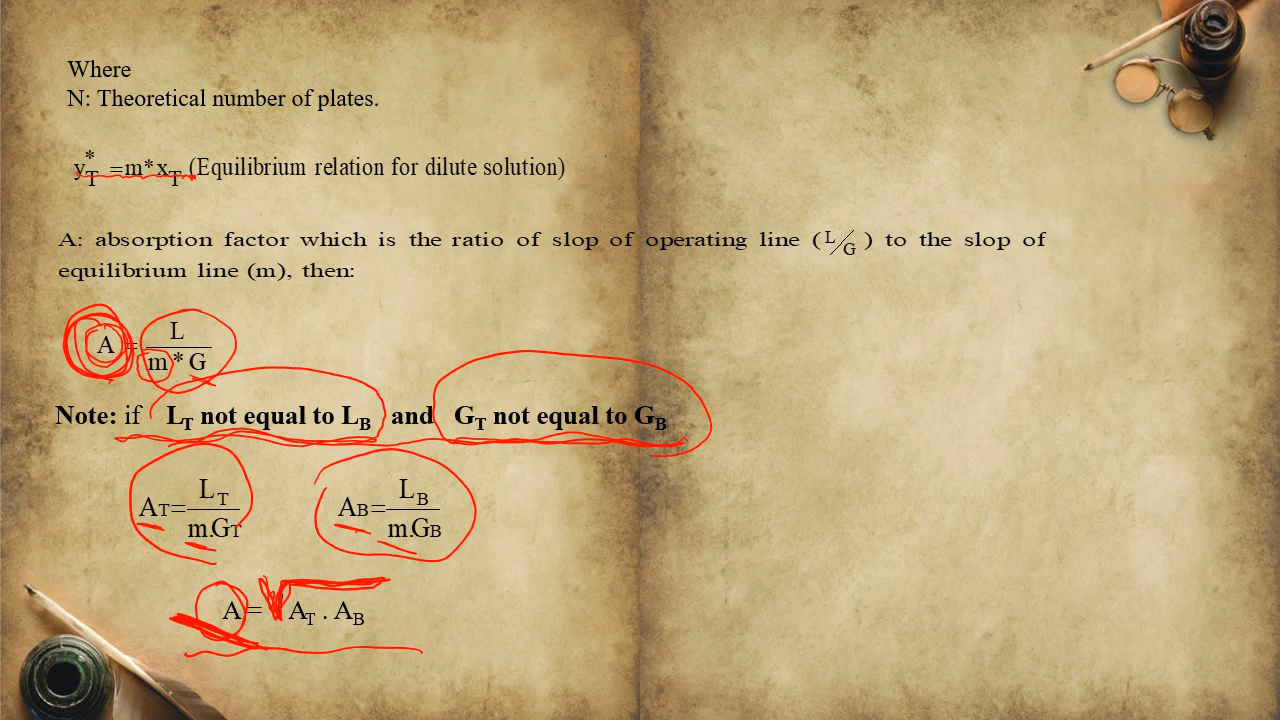 Where
N: Theoretical number of plates.
y*T =m*xT (Equilibrium relation for dilute solution)
A: absorption factor which is the ratio of slop of operating line (L/G) to the slop of
equilibrium line (m), then:
A = L / m * G
Note: if LT not equal to LB and GT not equal to GB
AT= LT / m.GT AB= LB / m.GB
A = √AT . AB